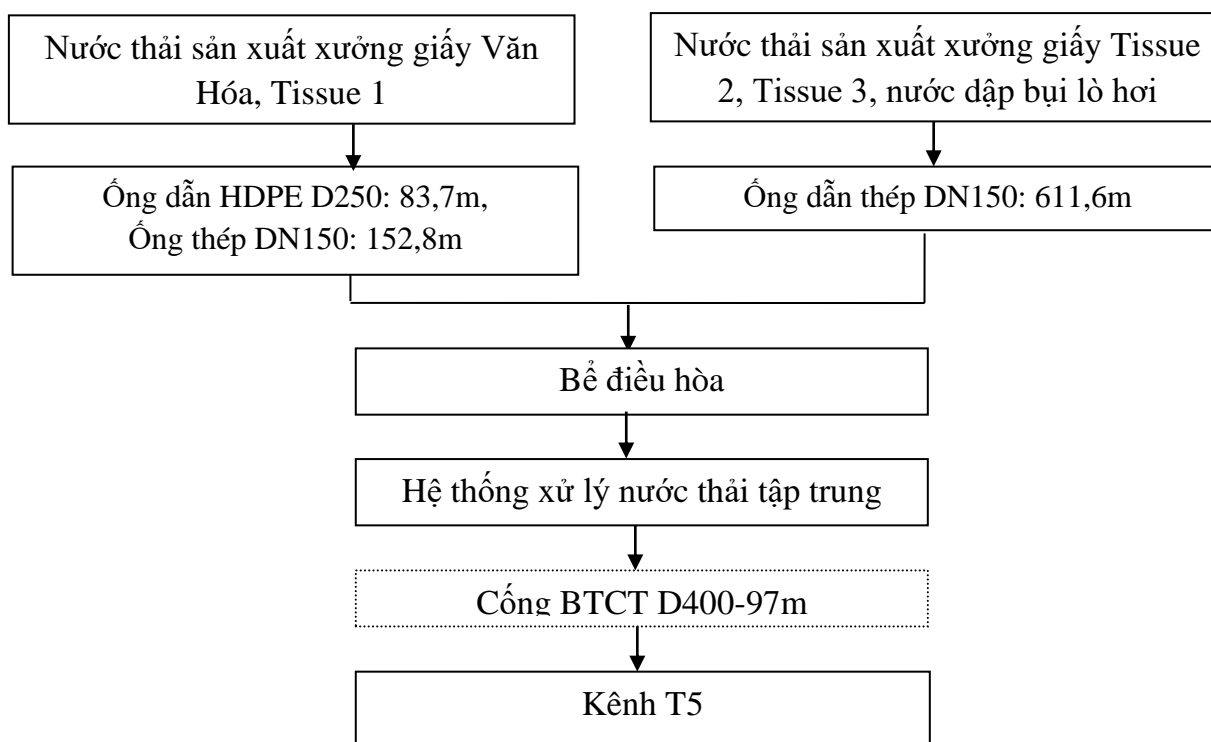 Nước thải sản xuất xưởng giấy Văn
Hóa, Tissue 1
Nước thải sản xuất xưởng giấy Tissue
2, Tissue 3, nước dập bụi lò hơi
Ống dẫn HDPE D250: 83,7m,
Ống thép DN150: 152,8m
Ống dẫn thép DN150: 611,6m
Bể điều hòa
Hệ thống xử lý nước thải tập trung
Cống BTCT D400-97m
Kênh T5